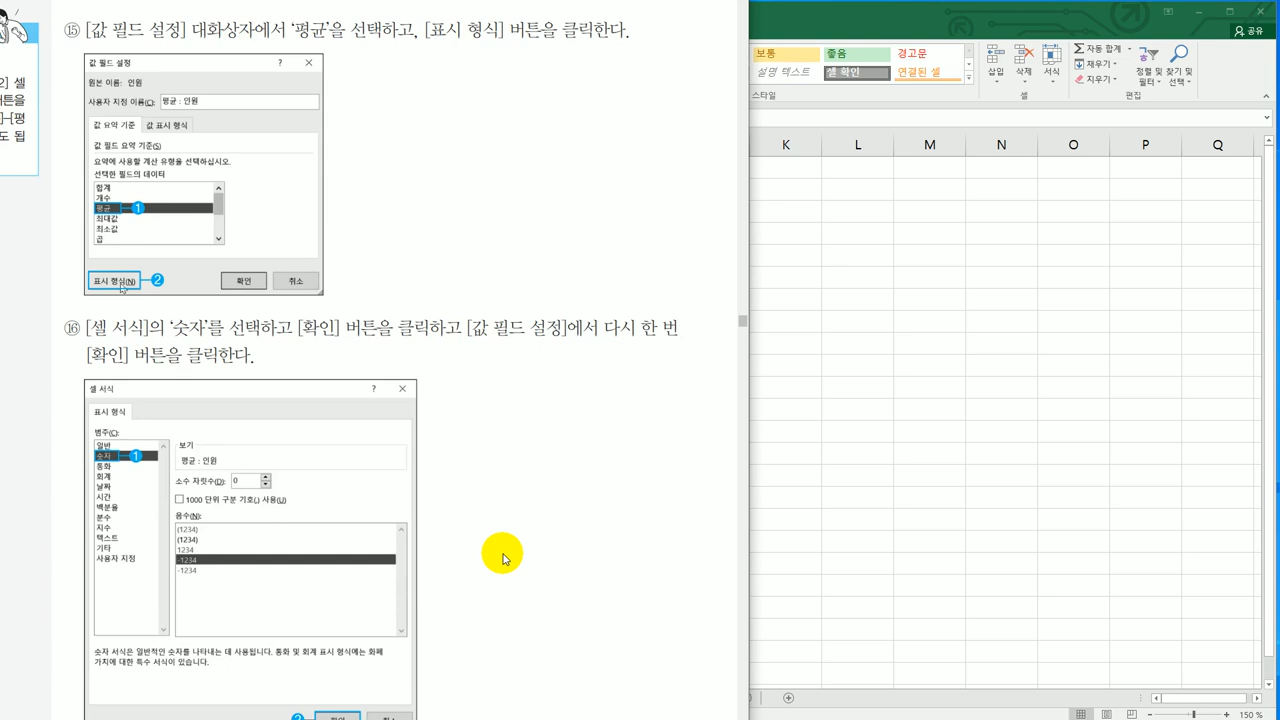 2] 셀
버튼을
]-[평
도 됩
⑮ [값 필드 설정] 대화상자에서 ‘평균’을 선택하고, [표시 형식] 버튼을 클릭한다.
값 필드 설정 ? ×
원본 이름: 인원
사용자 지정 이름(C): 평균 : 인원
값 요약 기준 값 표시 형식
값 필드 요약 기준(S)
요약에 사용할 계산 유형을 선택하십시오.
선택한 필드의 데이터
합계
개수
평균 1
최대값
최소값
곱
표시 형식(N) 2 확인 취소
⑯ [셀 서식]의 ‘숫자’를 선택하고 [확인] 버튼을 클릭하고 [값 필드 설정]에서 다시 한 번
[확인] 버튼을 클릭한다.
셀 서식 ? ×
표시 형식
범주(C):
일반
숫자 1
통화
회계
날짜
시간
백분율
분수
지수
텍스트
기타
사용자 지정
보기
평균 : 인원
소수 자릿수(D): 0
1000 단위 구분 기호(,) 사용(U)
음수(N):
(1234)
(1234)
1234
-1234
-1234
숫자 서식은 일반적인 숫자를 나타내는 데 사용됩니다. 통화 및 회계 표시 형식에는 화폐
가치에 대한 특수 서식이 있습니다.
2 확인 취소
공유
보통 좋음 경고문
설명 텍스트 셀 확인 연결된 셀
스타일
삽입 삭제 서식
셀
자동 합계
채우기
지우기
정렬 및
필터
찾기 및
선택
편집
K L M N O P Q
150 %